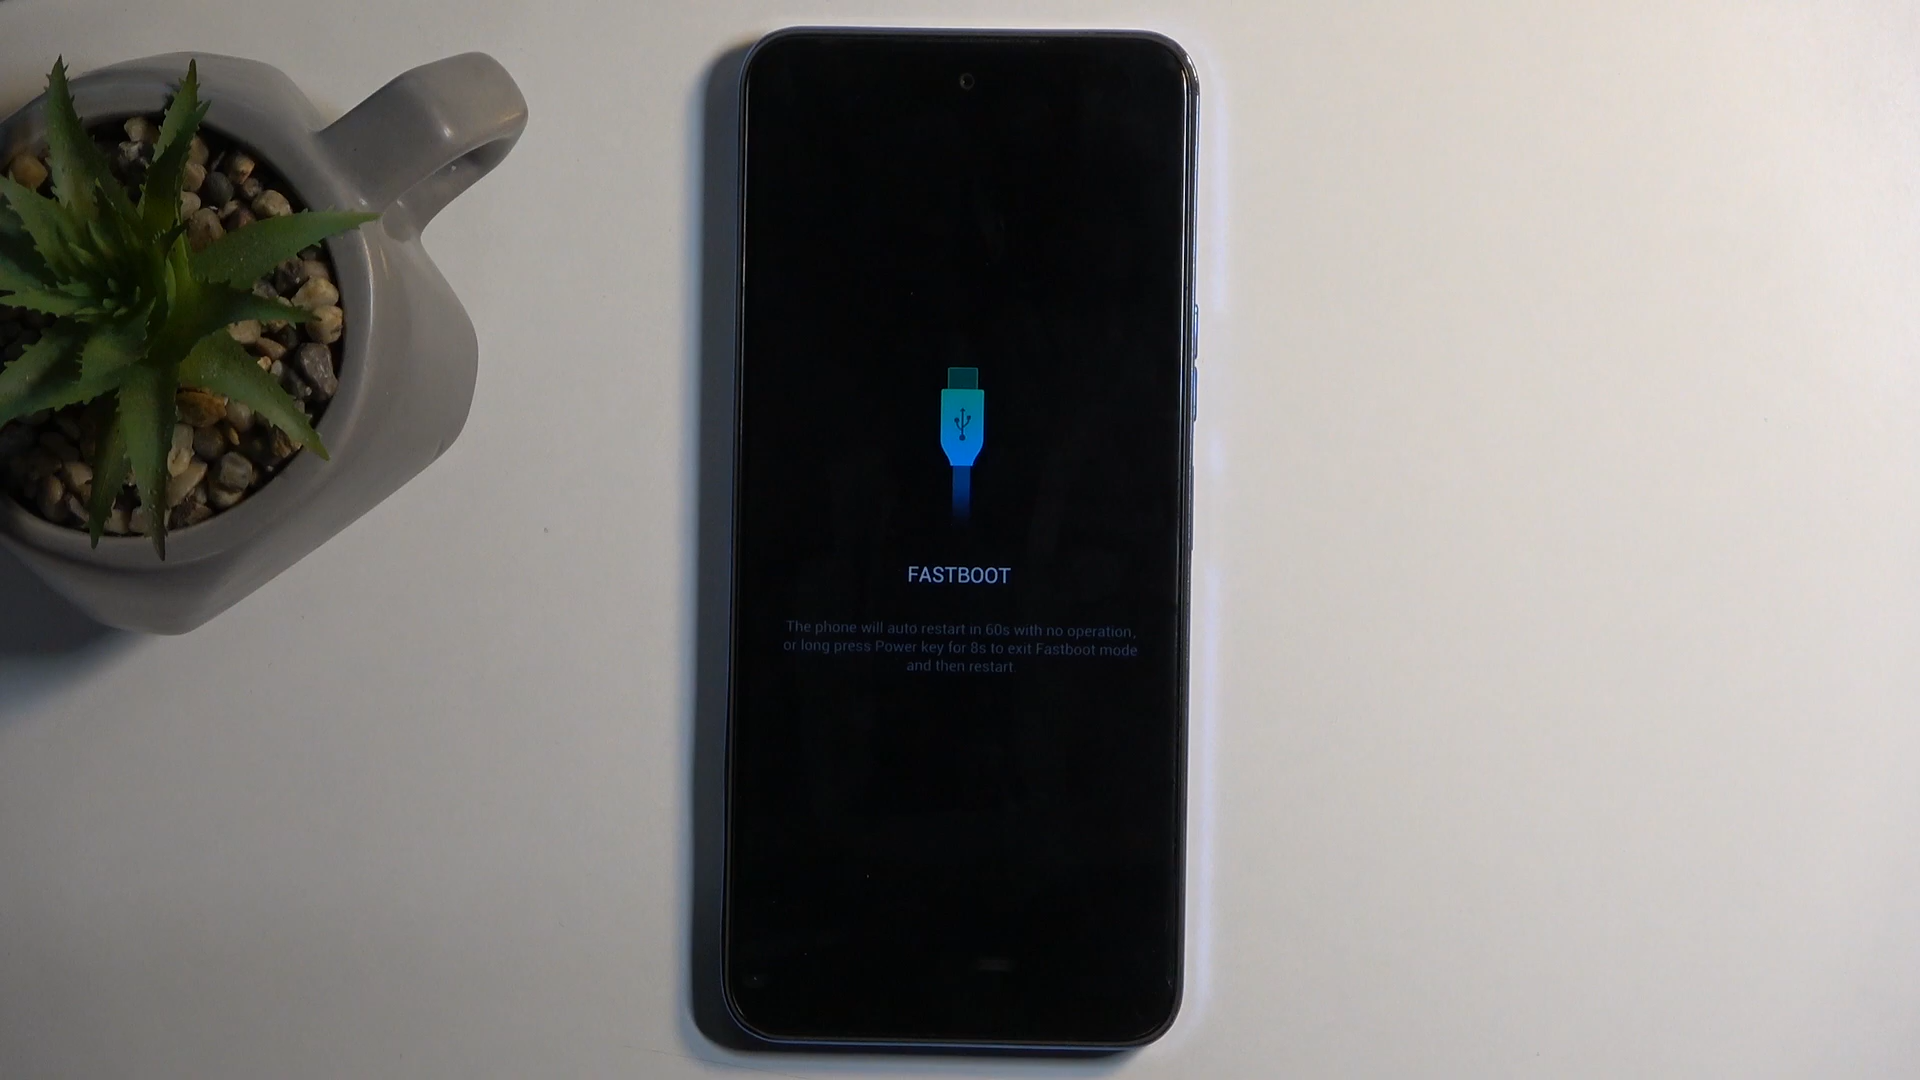 FASTBOOT
The phone will auto restart in 60s with no operation,
or long press Power key for 8s to exit Fastboot mode
and then restart.